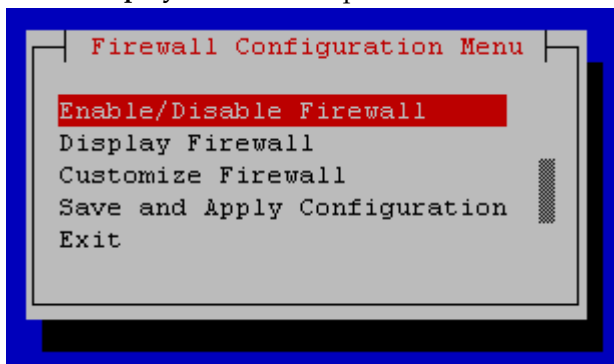 Firewall Configuration Menu
Enable/Disable Firewall
Display Firewall
Customize Firewall
Save and Apply Configuration
Exit